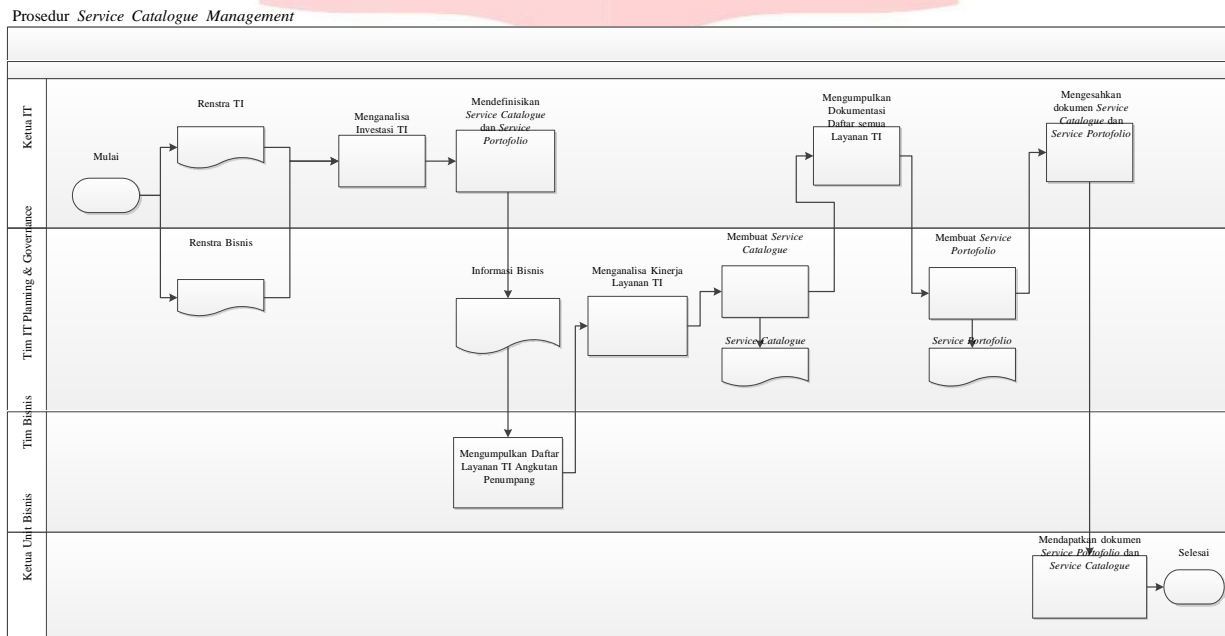 Prosedur Service Catalogue Management
Ketua IT
Mulai
Renstra TI
Menganalisa
Investasi TI
Mendefinisikan
Service Catalogue
dan Service
Portofolio
Mengumpulkan
Dokumentasi
Daftar semua
Layanan TI
Mengesahkan
dokumen Service
Catalogue dan
Service Portofolio
Tim IT Planning & Governance
Renstra Bisnis
Informasi Bisnis
Menganalisa Kinerja
Layanan TI
Membuat Service
Catalogue
Service Catalogue
Membuat Service
Portofolio
Service Portofolio
Tim Bisnis
Mengumpulkan Daftar
Layanan TI Angkutan
Penumpang
Ketua Unit Bisnis
Mendapatkan dokumen
Service Portofolio dan
Service Catalogue
Selesai